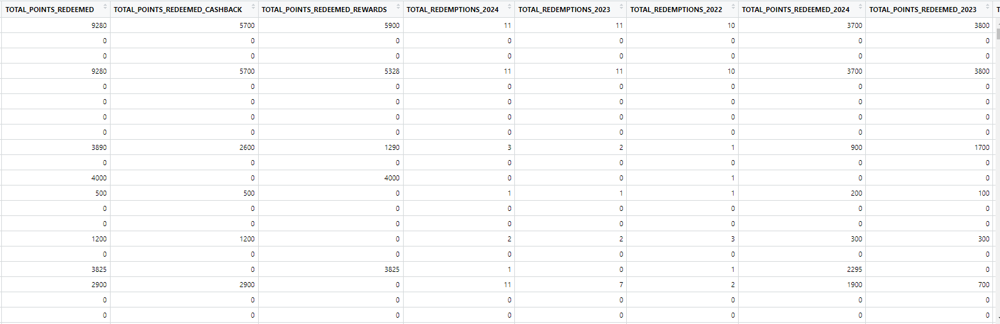 TOTAL_POINTS_REDEEMED TOTAL_POINTS_REDEEMED_CASHBACK TOTAL_POINTS_REDEEMED_REWARDS TOTAL_REDEMPTIONS_2024 TOTAL_REDEMPTIONS_2023 TOTAL_REDEMPTIONS_2022 TOTAL_POINTS_REDEEMED_2024 TOTAL_POINTS_REDEEMED_2023 T
9280 5700 5900 11 11 10 3700 3800
0 0 0 0 0 0 0 0
0 0 0 0 0 0 0 0
9280 5700 5328 11 11 10 3700 3800
0 0 0 0 0 0 0 0
0 0 0 0 0 0 0 0
0 0 0 0 0 0 0 0
0 0 0 0 0 0 0 0
3890 2600 1290 3 2 1 900 1700
0 0 0 0 0 0 0 0
4000 0 4000 0 0 1 0 0
500 500 0 1 1 1 200 100
0 0 0 0 0 0 0 0
0 0 0 0 0 0 0 0
1200 1200 0 2 2 3 300 300
0 0 0 0 0 0 0 0
3825 0 3825 1 0 1 2295 0
2900 2900 0 11 7 2 1900 700
0 0 0 0 0 0 0 0
0 0 0 0 0 0 0 0